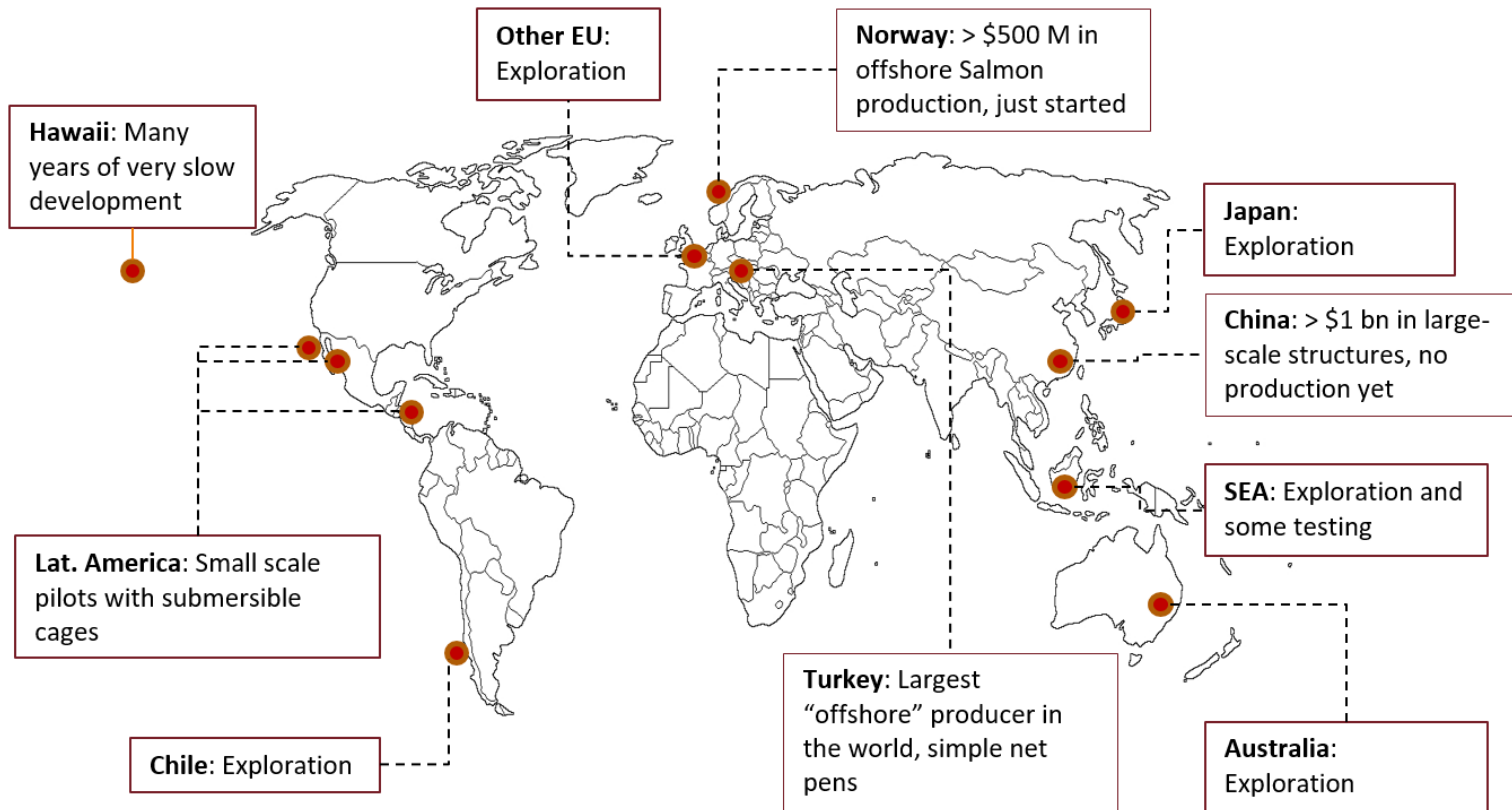 Other EU:
Exploration
Norway: > $500 M in
offshore Salmon
production, just started
Hawaii: Many
years of very slow
development
Japan:
Exploration
China: > $1 bn in large-
scale structures, no
production yet
SEA: Exploration and
some testing
Lat. America: Small scale
pilots with submersible
cages
Turkey: Largest
“offshore” producer in
the world, simple net
pens
Australia:
Exploration
Chile: Exploration